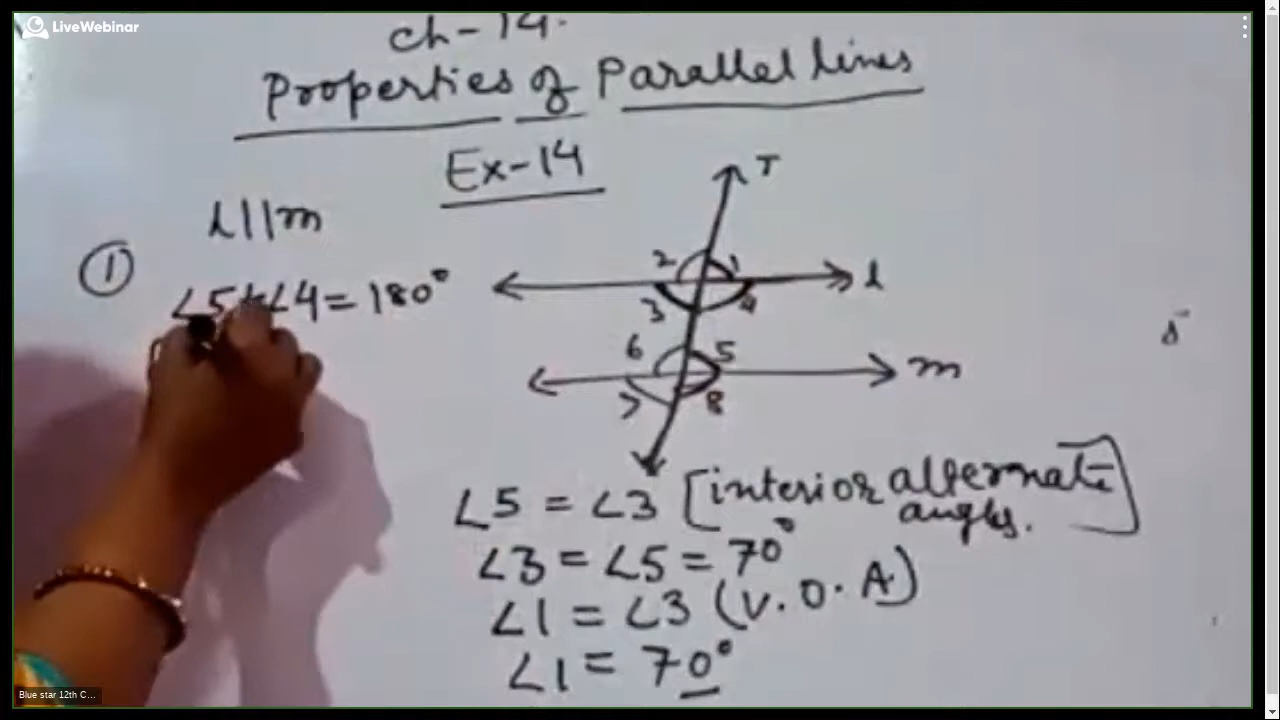 LiveWebinar
ch-14.
Properties of Parallel lines
Ex-14
l||m
①
∠5+∠4=180°
T
2 1
l
3 4
6 5
m
7 8
∠5 = ∠3 [interior alternate angles.]
∠3 = ∠5 = 70°
∠1 = ∠3 (V.O.A)
∠1 = 70°
Blue star 12th C...